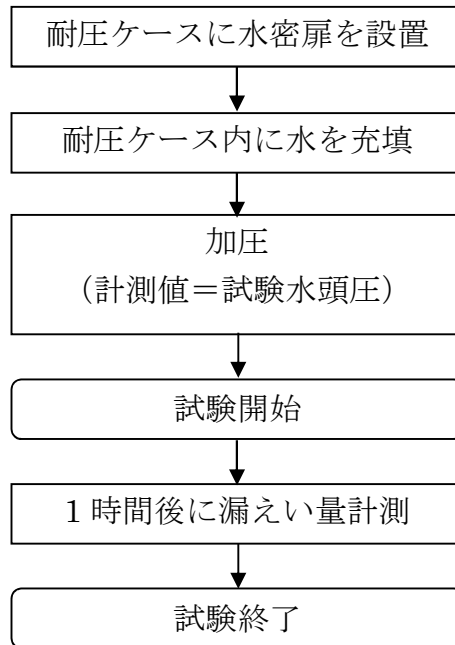 耐圧ケースに水密扉を設置
耐圧ケース内に水を充填
加圧
（計測値＝試験水頭圧）
試験開始
1 時間後に漏えい量計測
試験終了